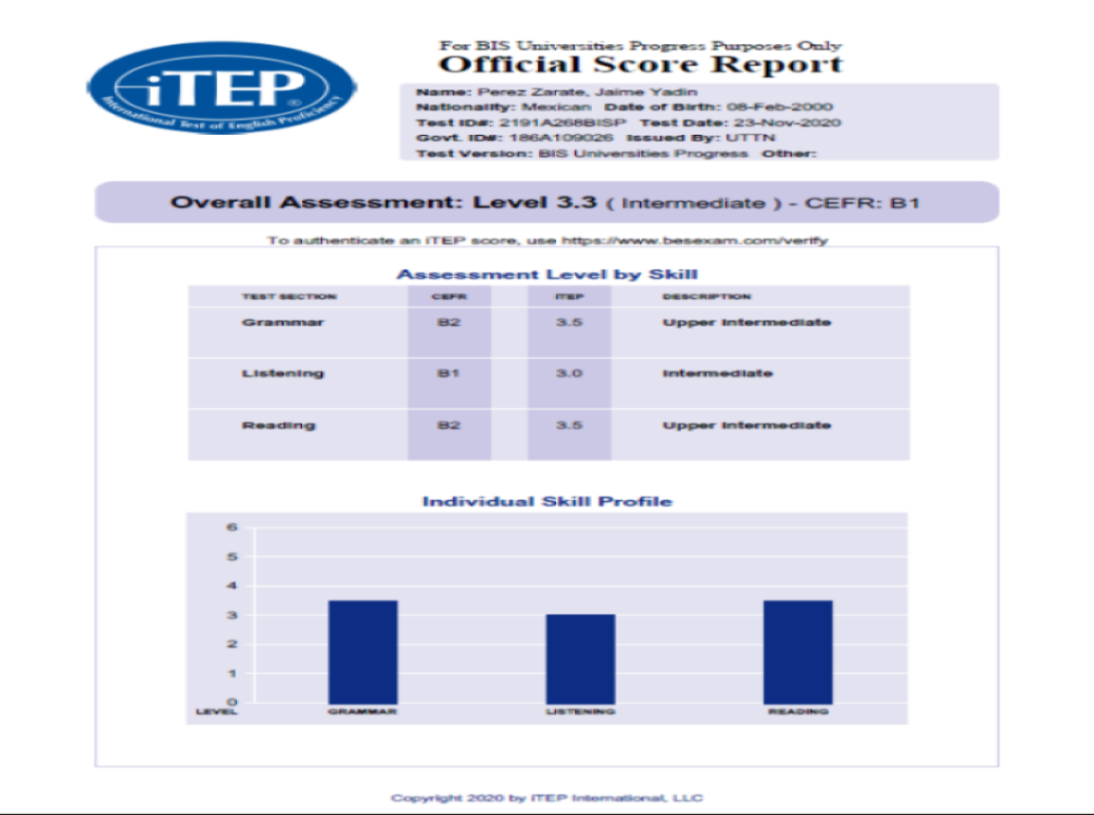 For BIS Universities Progress Purposes Only
Official Score Report
iTEP®
International Test of English Proficiency
Name: Perez Zarate, Jaime Yadin
Nationality: Mexican Date of Birth: 08-Feb-2000
Test ID#: 2191A268BISP Test Date: 23-Nov-2020
Govt. ID#: 186A109026 Issued By: UTTN
Test Version: BIS Universities Progress Other:
Overall Assessment: Level 3.3 ( Intermediate ) - CEFR: B1
To authenticate an iTEP score, use https://www.besexam.com/verify
Assessment Level by Skill
TEST SECTION CEFR ITEP DESCRIPTION
Grammar B2 3.5 Upper Intermediate
Listening B1 3.0 Intermediate
Reading B2 3.5 Upper Intermediate
Individual Skill Profile
6
5
4
3
2
1
0
LEVEL GRAMMAR LISTENING READING
Copyright 2020 by iTEP International, LLC